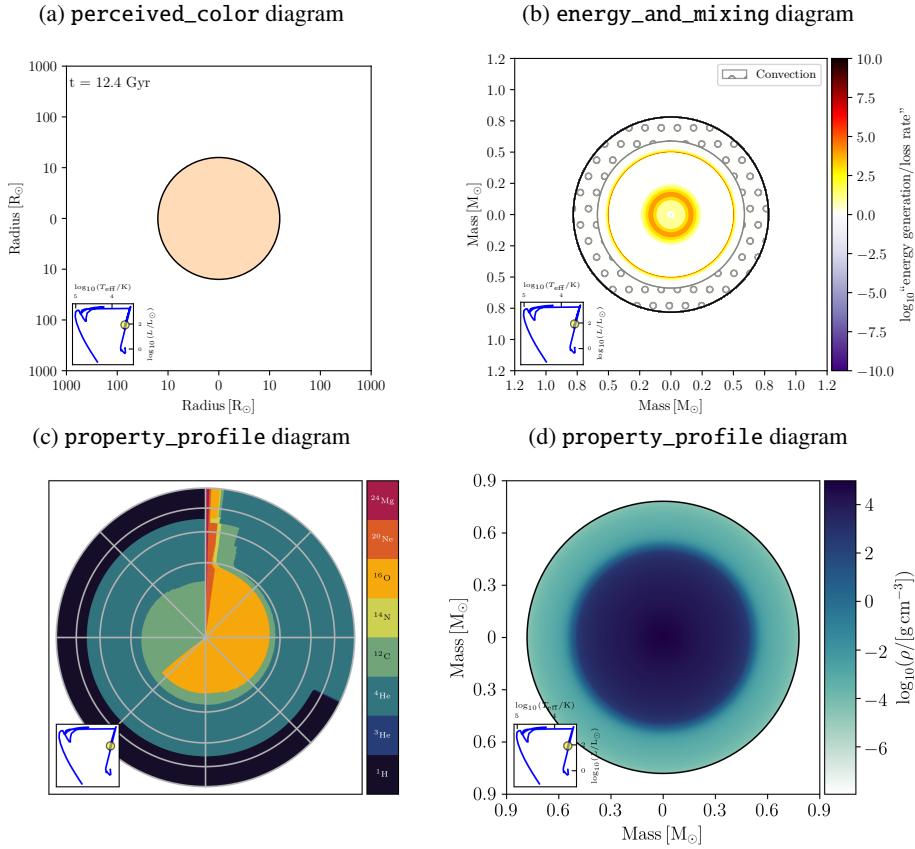 (a) perceived_color diagram
(b) energy_and_mixing diagram
t = 12.4 Gyr
1000
100
10
0
10
100
1000
Radius [R⊙]
1000 100 10 0 10 100 1000
Radius [R⊙]
log10(Teff/K)
5 4
2
0
log10(L/L⊙)
Convection
1.2
1.0
0.8
0.5
0.2
0.0
0.2
0.5
0.8
1.0
1.2
Mass [M⊙]
1.2 1.0 0.8 0.5 0.2 0.0 0.2 0.5 0.8 1.0 1.2
Mass [M⊙]
log10(Teff/K)
5 4
2
0
log10(L/L⊙)
10.0
7.5
5.0
2.5
0.0
−2.5
−5.0
−7.5
−10.0
log10“energy generation/loss rate”
(c) property_profile diagram
(d) property_profile diagram
24Mg
20Ne
16O
14N
12C
4He
3He
1H
0.9
0.6
0.3
0
0.3
0.6
0.9
Mass [M⊙]
0.9 0.6 0.3 0 0.3 0.6 0.9
Mass [M⊙]
log10(Teff/K)
5 4
2
0
log10(L/L⊙)
4
2
0
−2
−4
−6
log10(ρ/[g cm−3])